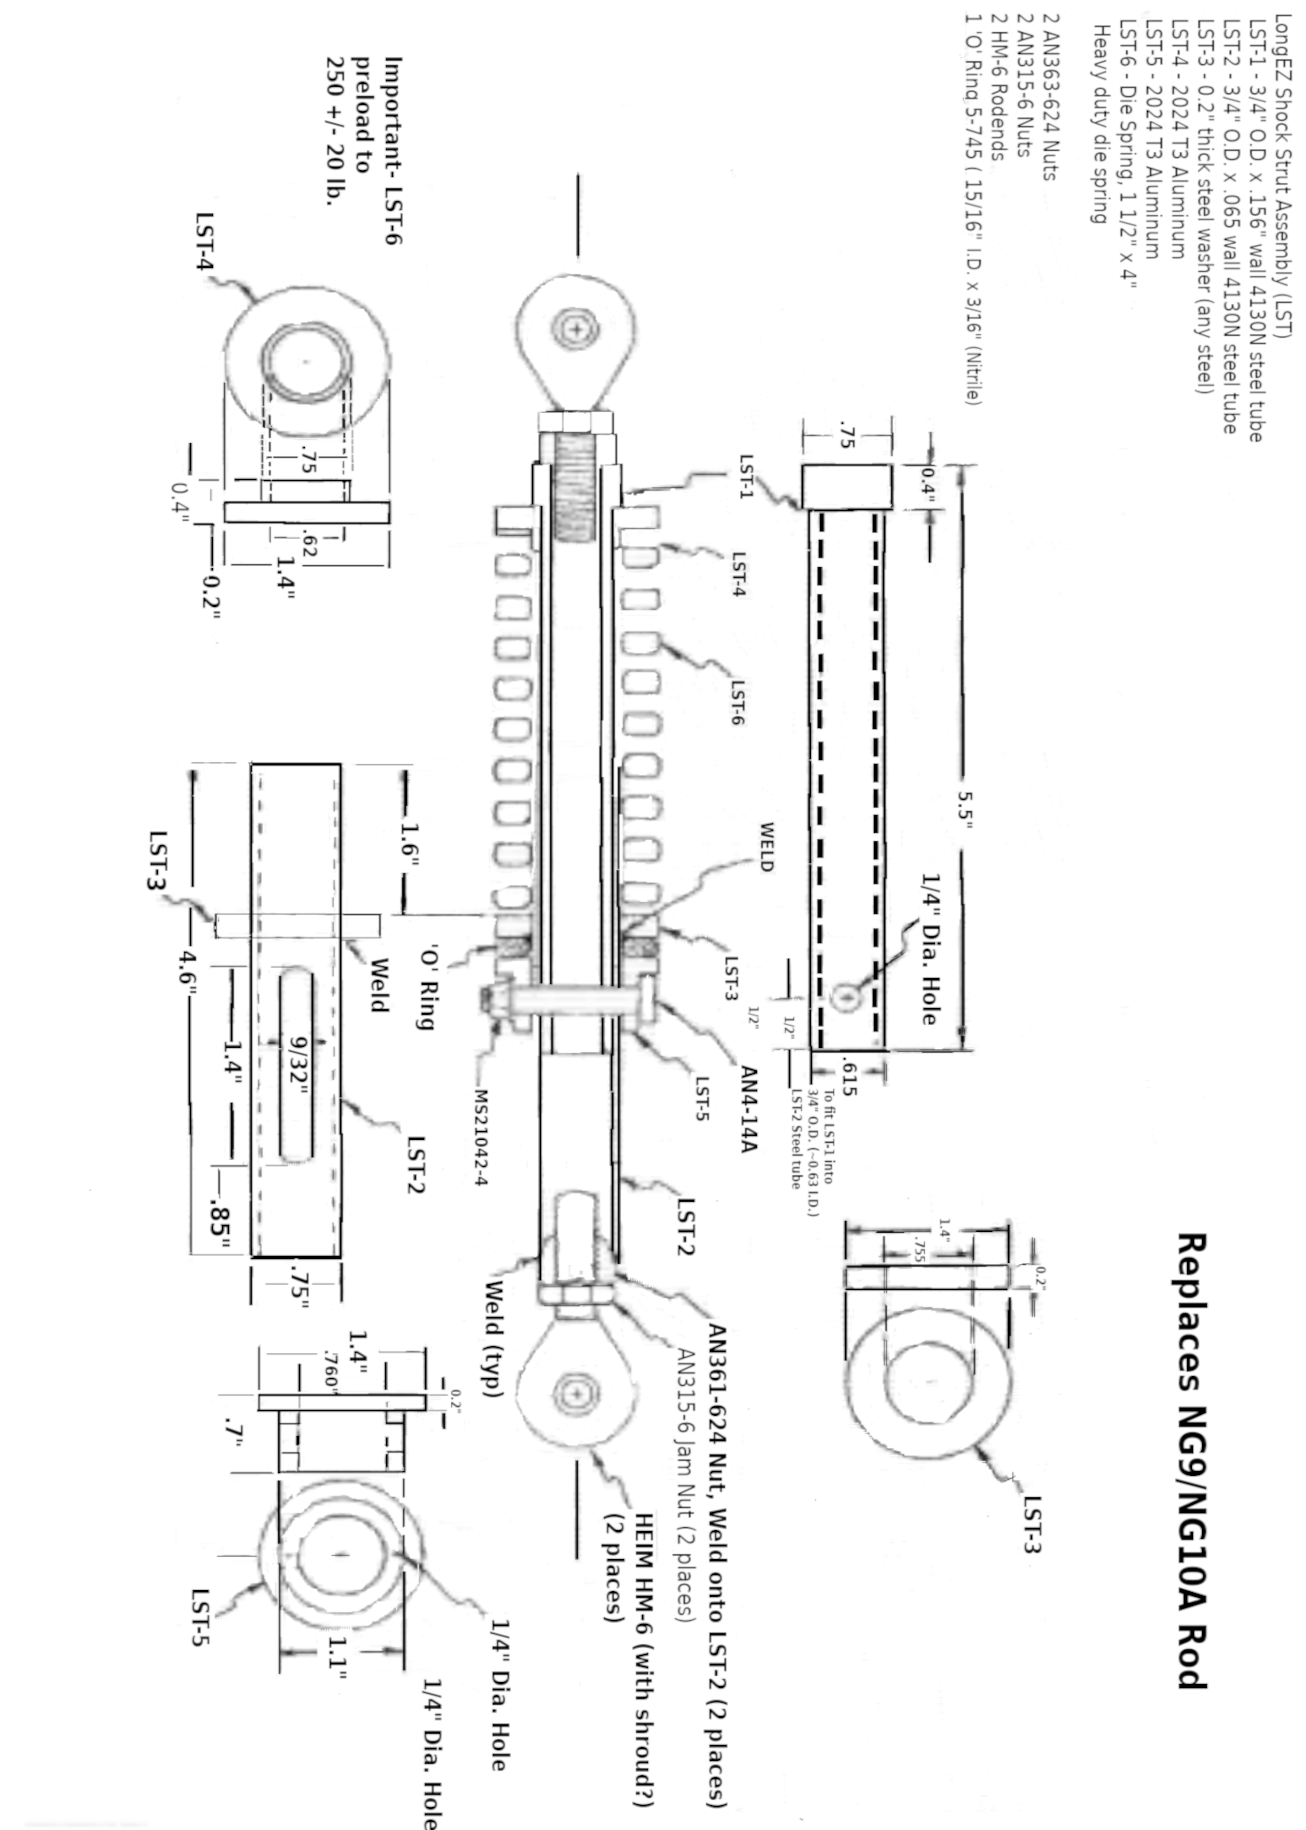 LongEZ Shock Strut Assembly (LST)
LST-1 - 3/4" O.D. x .156" wall 4130N steel tube
LST-2 - 3/4" O.D. x .065 wall 4130N steel tube
LST-3 - 0.2" thick steel washer (any steel)
LST-4 - 2024 T3 Aluminum
LST-5 - 2024 T3 Aluminum
LST-6 - Die Spring, 1 1/2" x 4"
Heavy duty die spring
2 AN363-624 Nuts
2 AN315-6 Nuts
2 HM-6 Rodends
1 'O' Ring 5-745 ( 15/16" I.D. x 3/16" (Nitrile)
Replaces NG9/NG10A Rod
5.5"
0.4"
.75
1/4" Dia. Hole
1/2"
1/2"
.615
To fit LST-1 into
3/4" O.D. (~0.63 I.D.)
LST-2 Steel tube
0.2"
1.4"
.755
LST-3
LST-1
LST-4
LST-6
WELD
LST-3
AN4-14A
LST-5
LST-2
AN361-624 Nut, Weld onto LST-2 (2 places)
AN315-6 Jam Nut (2 places)
HEIM HM-6 (with shroud?)
(2 places)
Weld (typ)
MS21042-4
'O' Ring
Important- LST-6
preload to
250 +/- 20 lb.
LST-4
.75
.62
1.4"
0.4"
0.2"
1.6"
Weld
LST-2
9/32"
1.4"
.85"
.75"
4.6"
LST-3
0.2"
1.4"
.760"
.7"
1/4" Dia. Hole
1/4" Dia. Hole
1.1"
LST-5